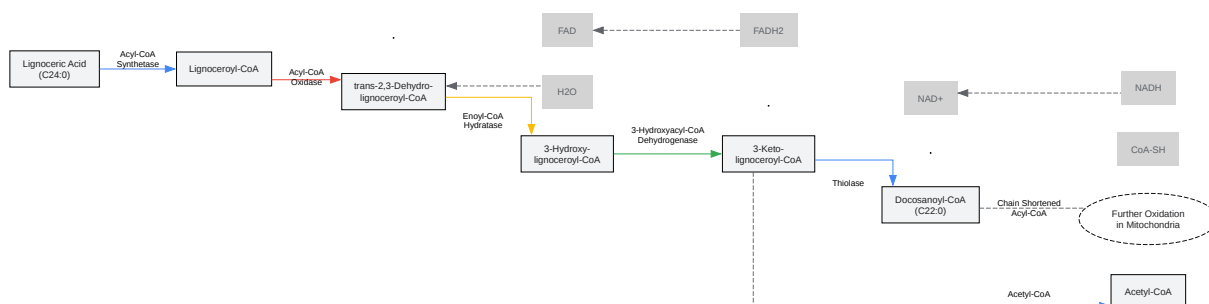 FAD
FADH2
Lignoceric Acid
(C24:0)
Acyl-CoA
Synthetase
Lignoceroyl-CoA
Acyl-CoA
Oxidase
trans-2,3-Dehydro-
lignoceroyl-CoA
H2O
NAD+
NADH
Enoyl-CoA
Hydratase
3-Hydroxy-
lignoceroyl-CoA
3-Hydroxyacyl-CoA
Dehydrogenase
3-Keto-
lignoceroyl-CoA
CoA-SH
Thiolase
Docosanoyl-CoA
(C22:0)
Chain Shortened
Acyl-CoA
Further Oxidation
in Mitochondria
Acetyl-CoA
Acetyl-CoA